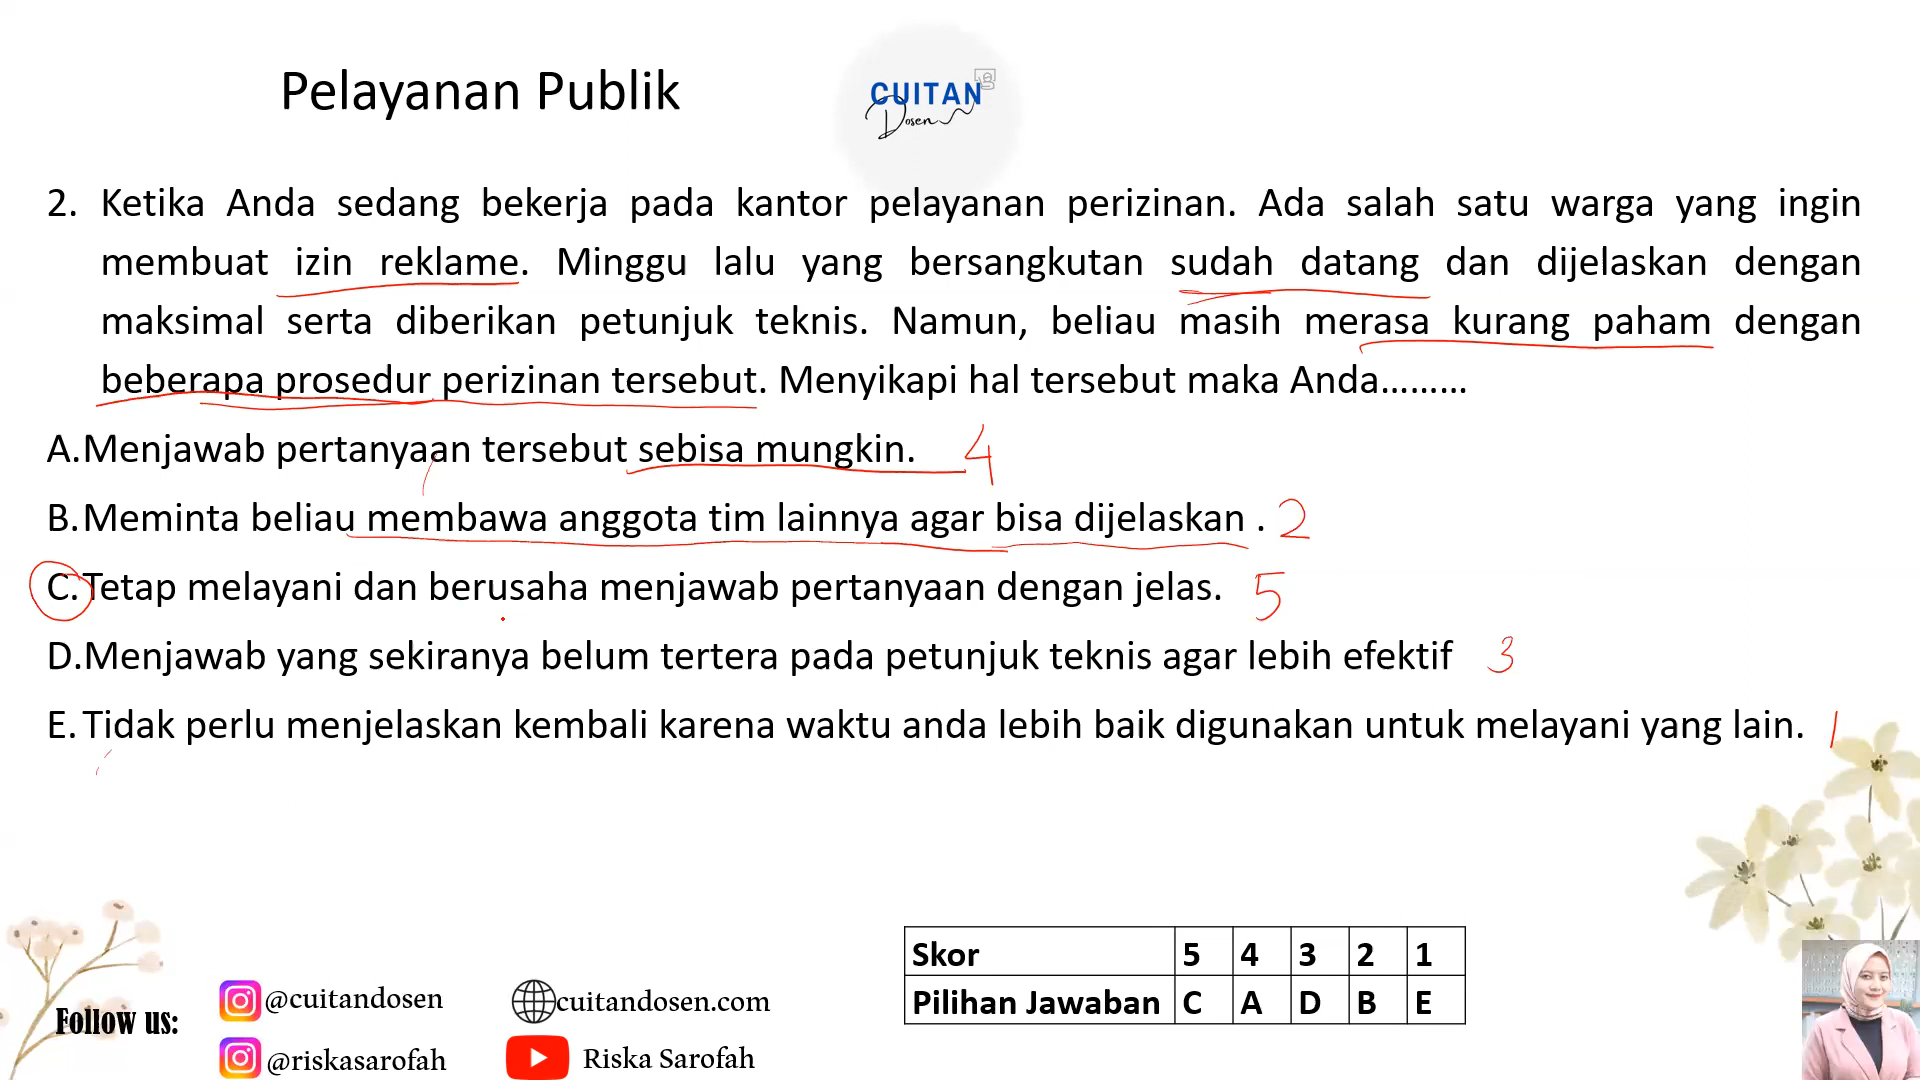 Pelayanan Publik
CUITAN
Dosen
2. Ketika Anda sedang bekerja pada kantor pelayanan perizinan. Ada salah satu warga yang ingin
membuat izin reklame. Minggu lalu yang bersangkutan sudah datang dan dijelaskan dengan
maksimal serta diberikan petunjuk teknis. Namun, beliau masih merasa kurang paham dengan
beberapa prosedur perizinan tersebut. Menyikapi hal tersebut maka Anda.........
A.Menjawab pertanyaan tersebut sebisa mungkin. 4
B.Meminta beliau membawa anggota tim lainnya agar bisa dijelaskan . 2
C.Tetap melayani dan berusaha menjawab pertanyaan dengan jelas. 5
D.Menjawab yang sekiranya belum tertera pada petunjuk teknis agar lebih efektif 3
E.Tidak perlu menjelaskan kembali karena waktu anda lebih baik digunakan untuk melayani yang lain. 1
Skor 5 4 3 2 1
Pilihan Jawaban C A D B E
Follow us:
@cuitandosen
cuitandosen.com
@riskasarofah
Riska Sarofah